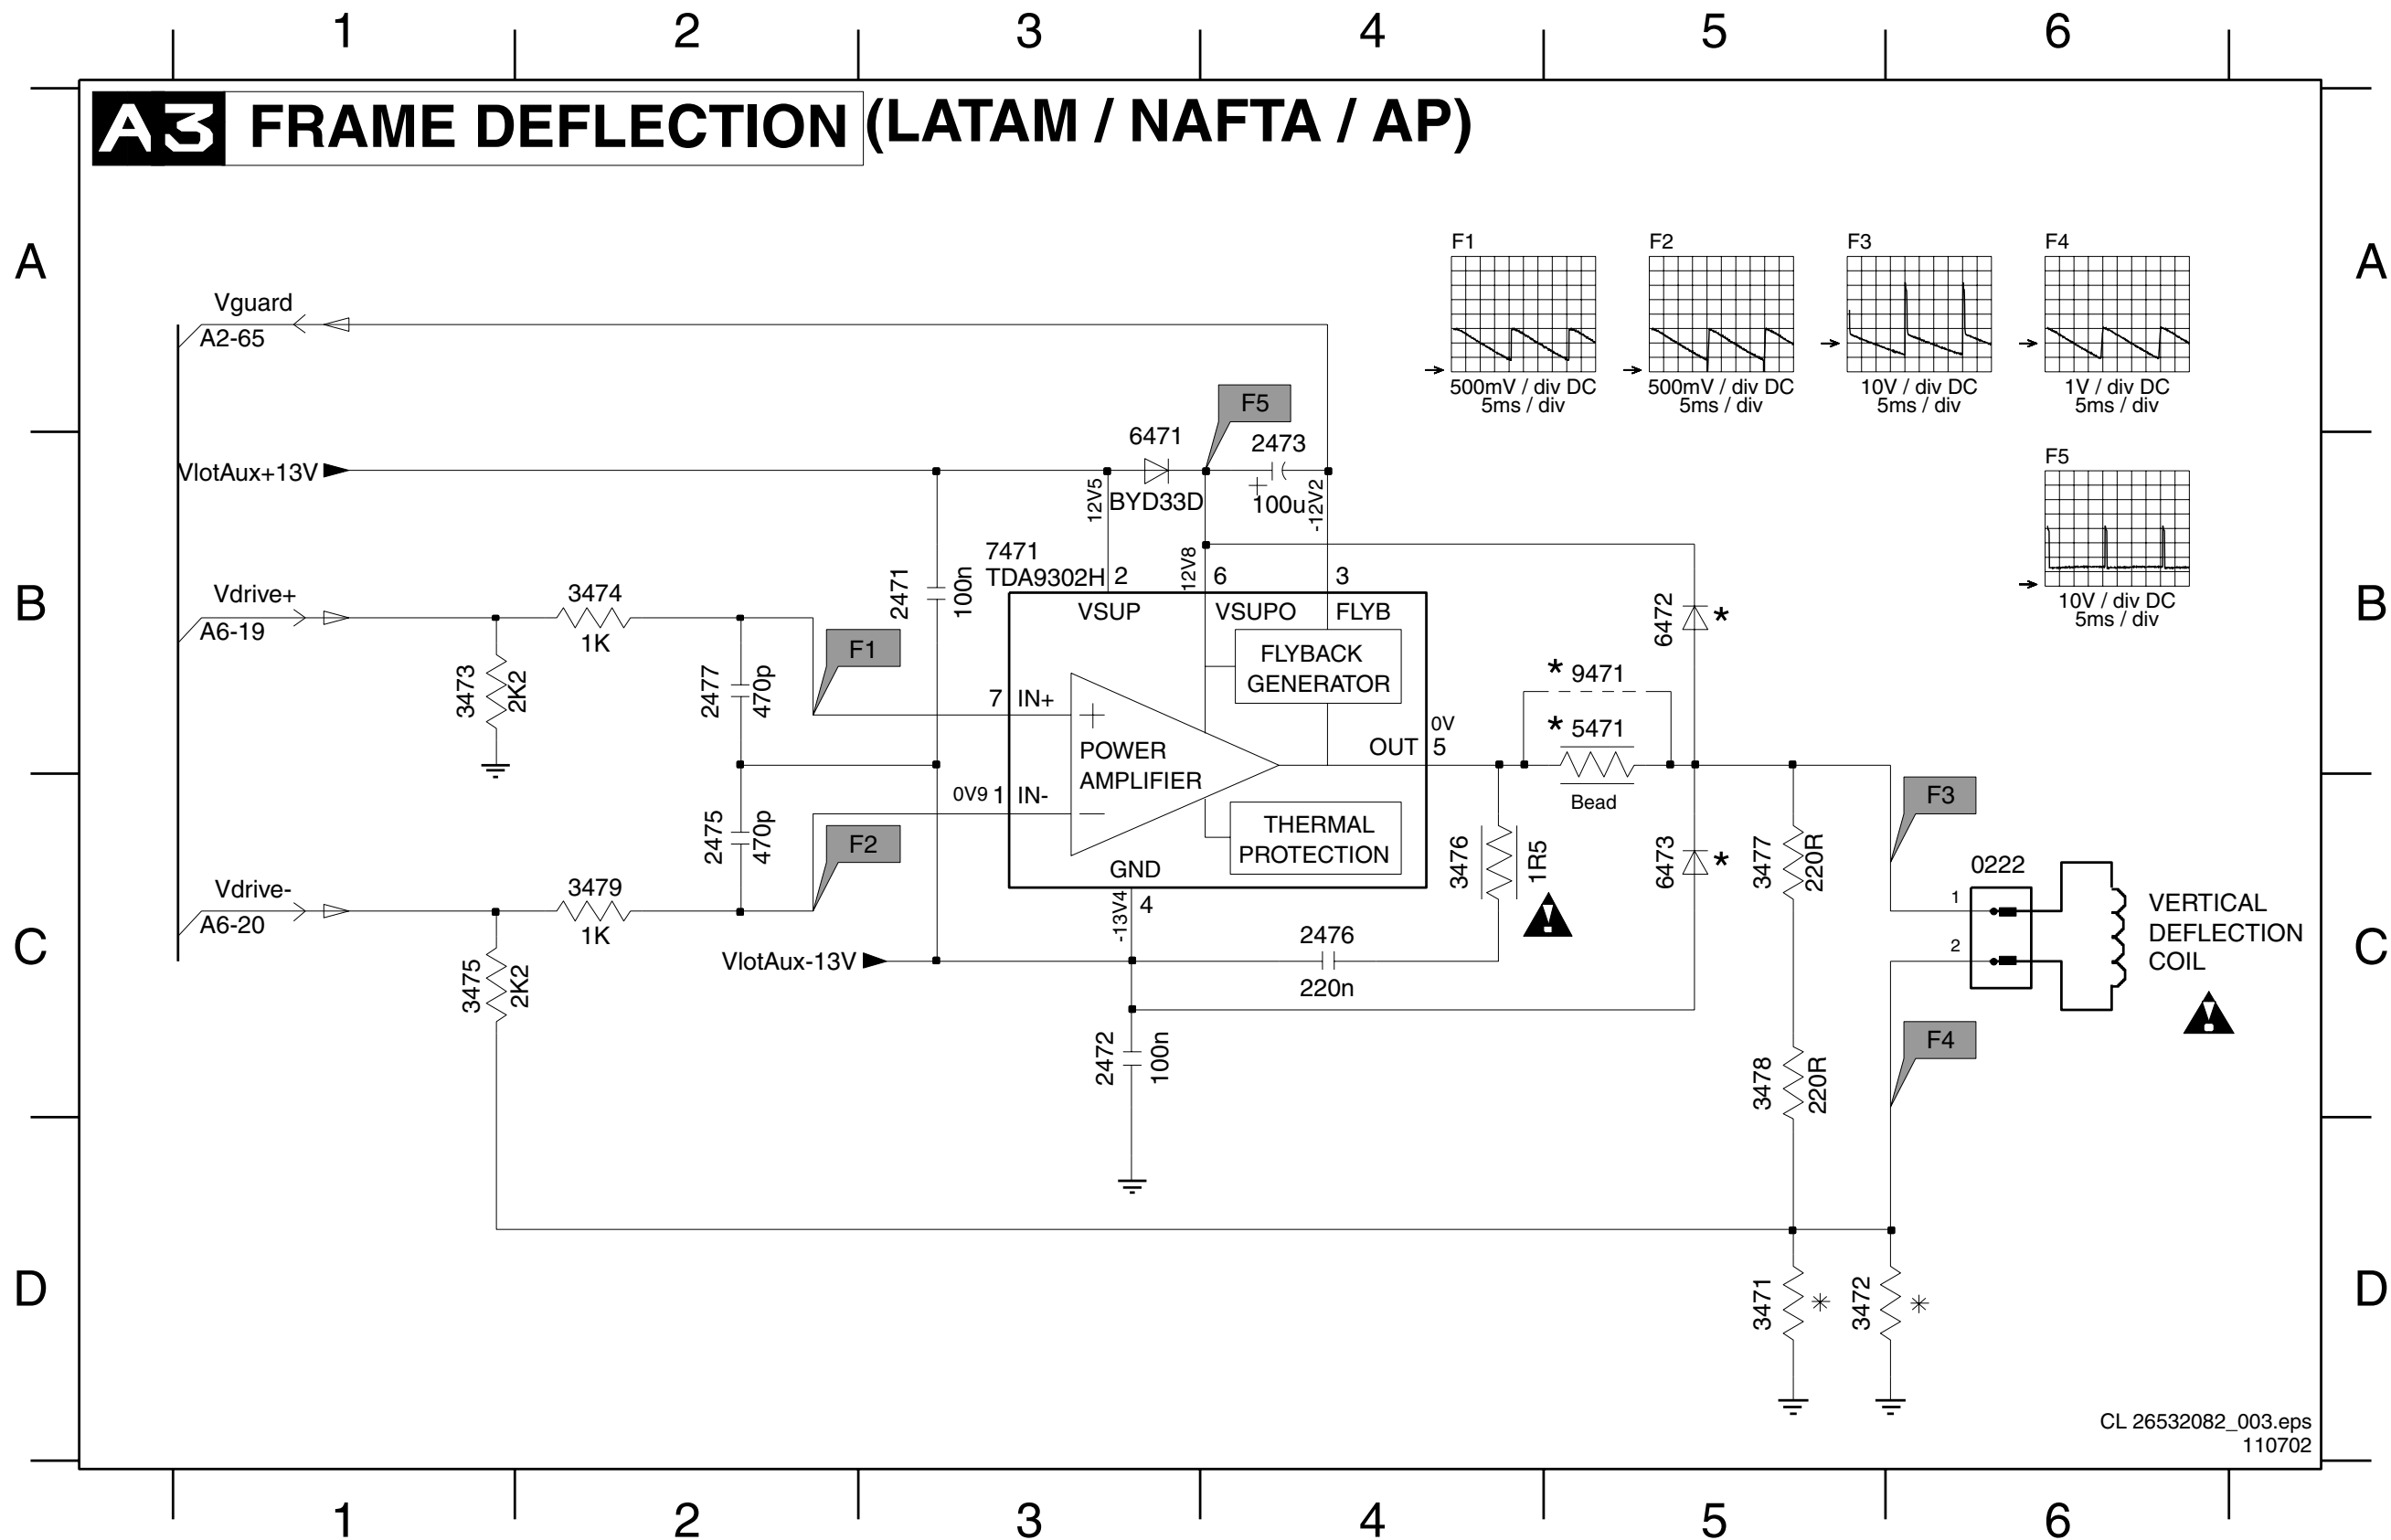 1 2 3 4 5 6
A3 FRAME DEFLECTION (LATAM / NAFTA / AP)
A
A
F1
F2
F3
F4
500mV / div DC
5ms / div
500mV / div DC
5ms / div
10V / div DC
5ms / div
1V / div DC
5ms / div
Vguard
A2-65
F5
6471
2473
F5
VlotAux+13V
12V5
BYD33D
+
100u
-12V2
10V / div DC
5ms / div
7471
TDA9302H
2
12V8
6
3
B
B
Vdrive+
A6-19
3474
1K
2471
100n
VSUP
VSUPO
FLYB
6472
*
F1
FLYBACK
GENERATOR
3473
2K2
2477
470p
* 9471
7
IN+
+
* 5471
0V
OUT
5
POWER
AMPLIFIER
Bead
0V9
1
IN-
−
F3
2475
470p
F2
THERMAL
PROTECTION
3476
1R5
6473
*
3477
220R
0222
GND
Vdrive-
A6-20
3479
1K
-13V4
4
1
VERTICAL
DEFLECTION
COIL
C
C
2
VlotAux-13V
2476
220n
3475
2K2
F4
2472
100n
3478
220R
D
D
3471
*
3472
*
CL 26532082_003.eps
110702
1 2 3 4 5 6